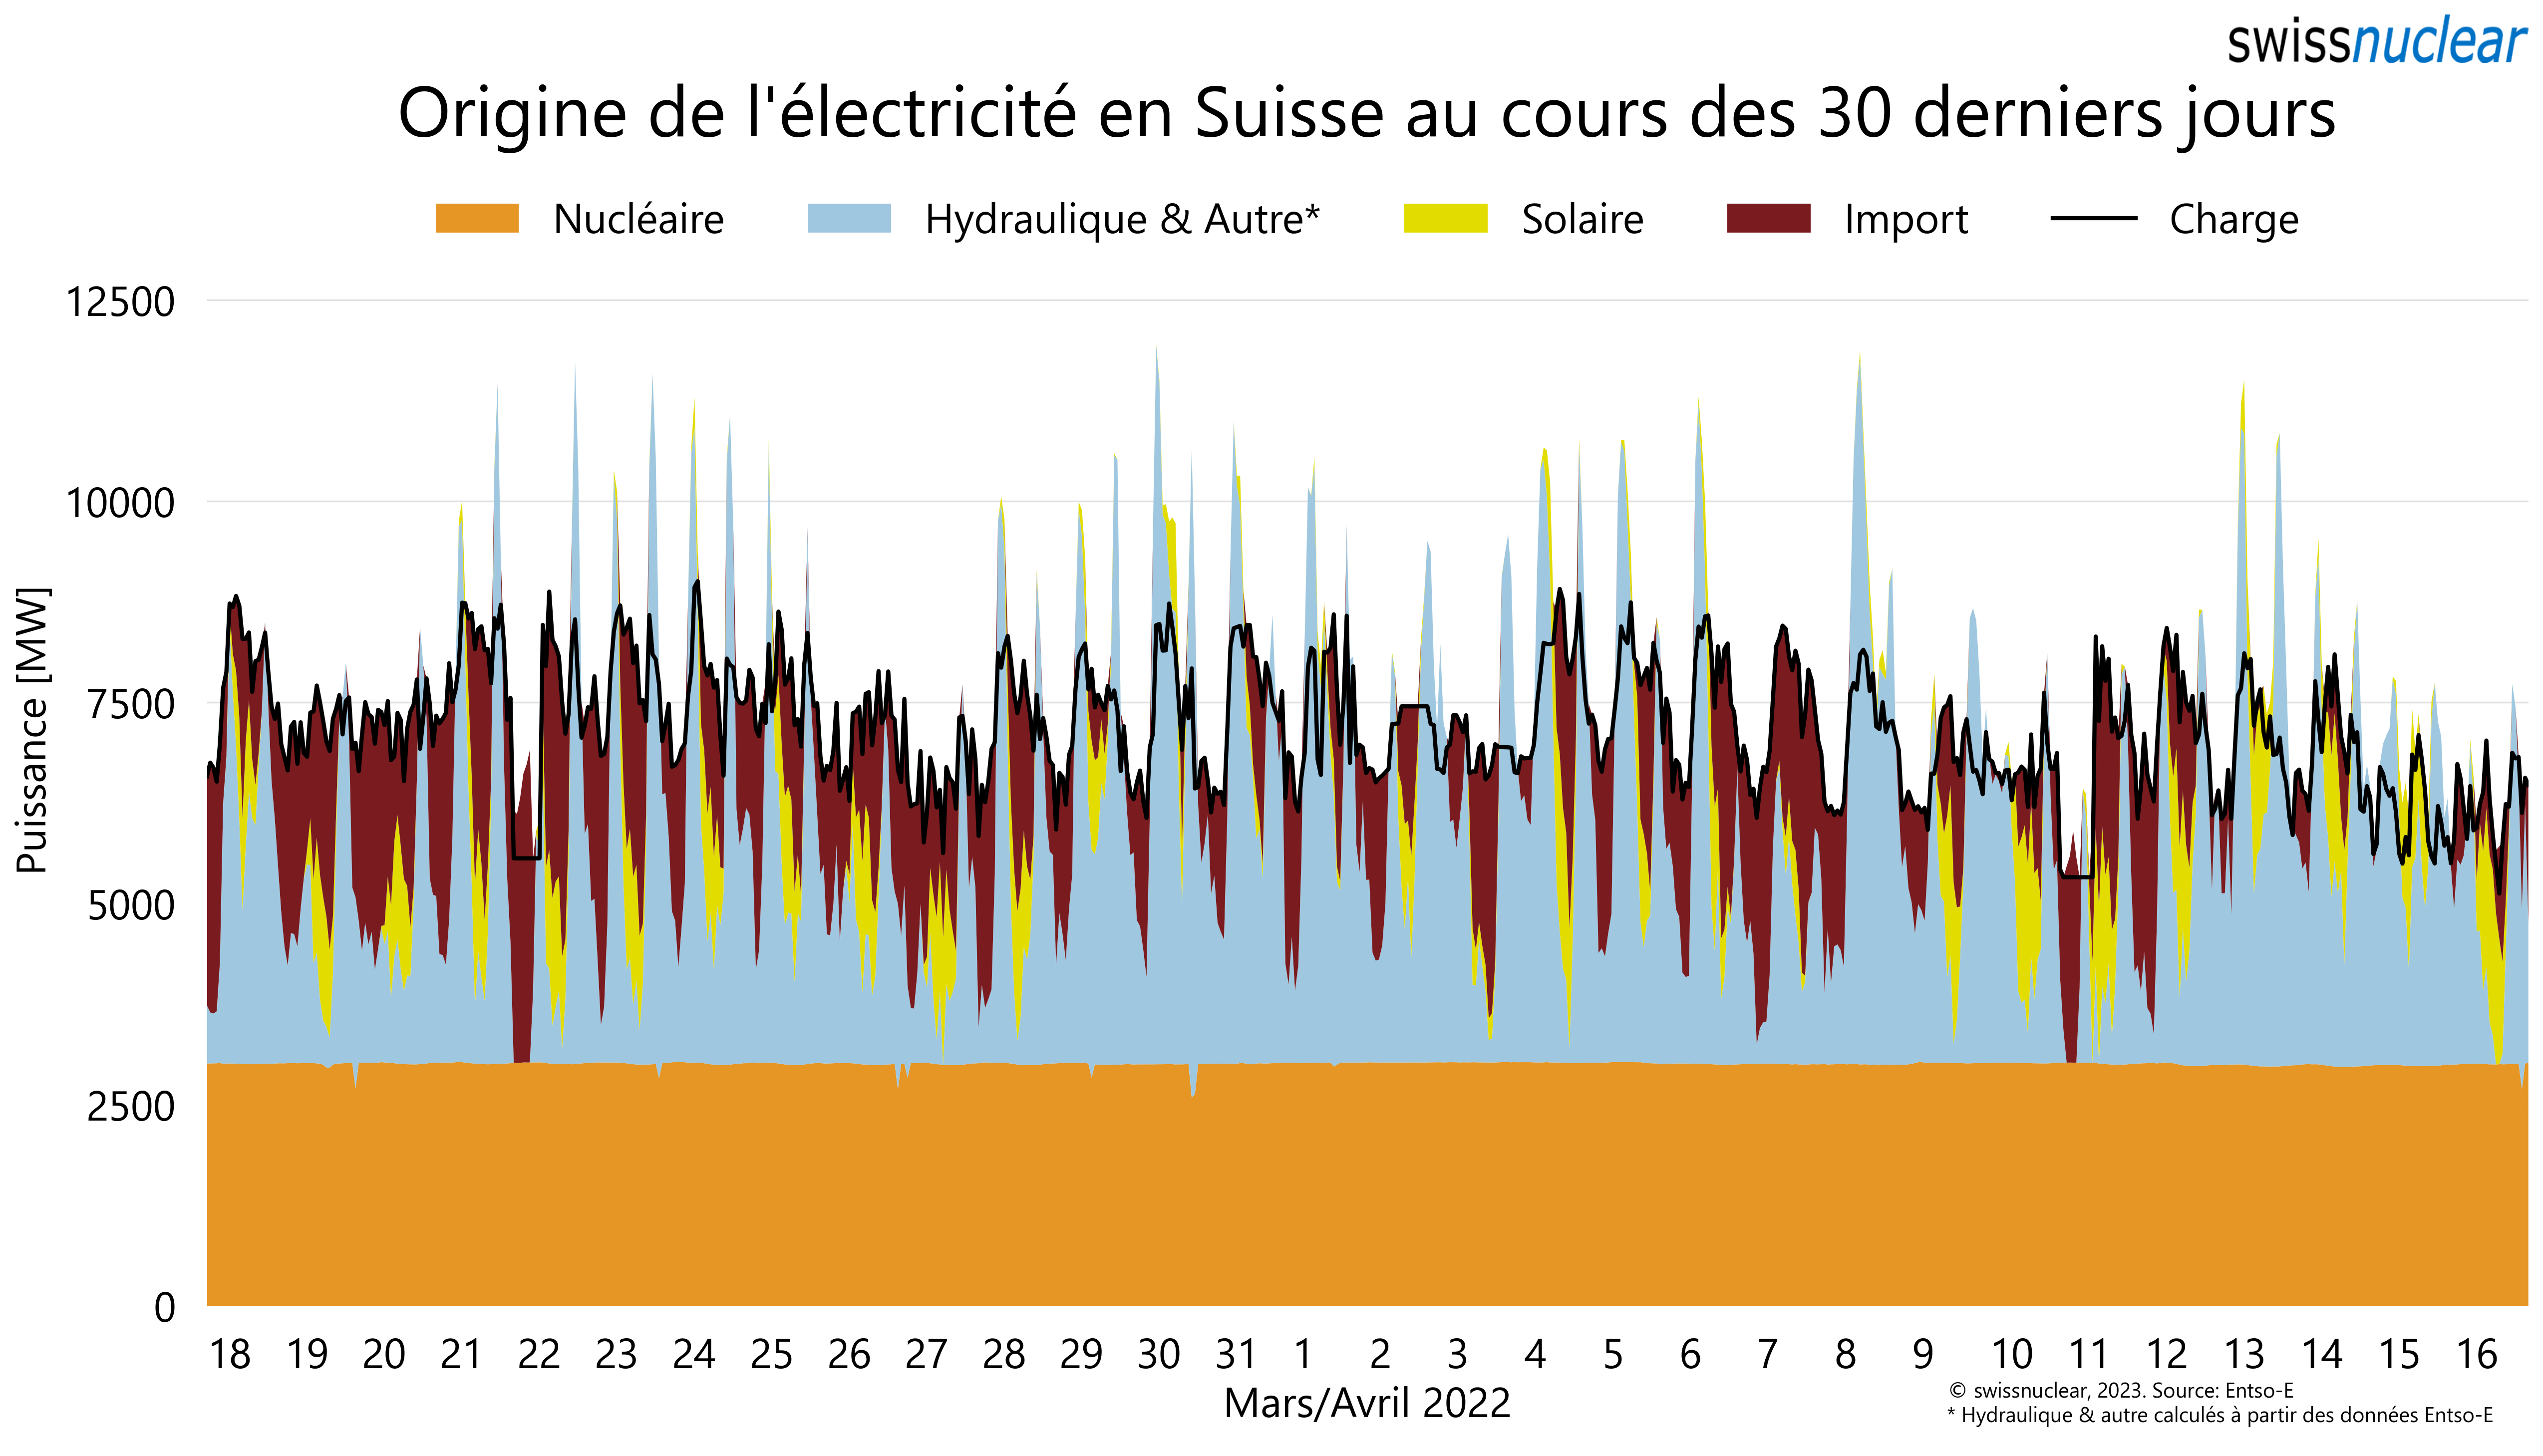 swissnuclear
Origine de l'électricité en Suisse au cours des 30 derniers jours
Nucléaire Hydraulique & Autre* Solaire Import Charge
12500
10000
7500
5000
2500
0
Puissance [MW]
18 19 20 21 22 23 24 25 26 27 28 29 30 31 1 2 3 4 5 6 7 8 9 10 11 12 13 14 15 16
Mars/Avril 2022
© swissnuclear, 2023. Source: Entso-E
* Hydraulique & autre calculés à partir des données Entso-E